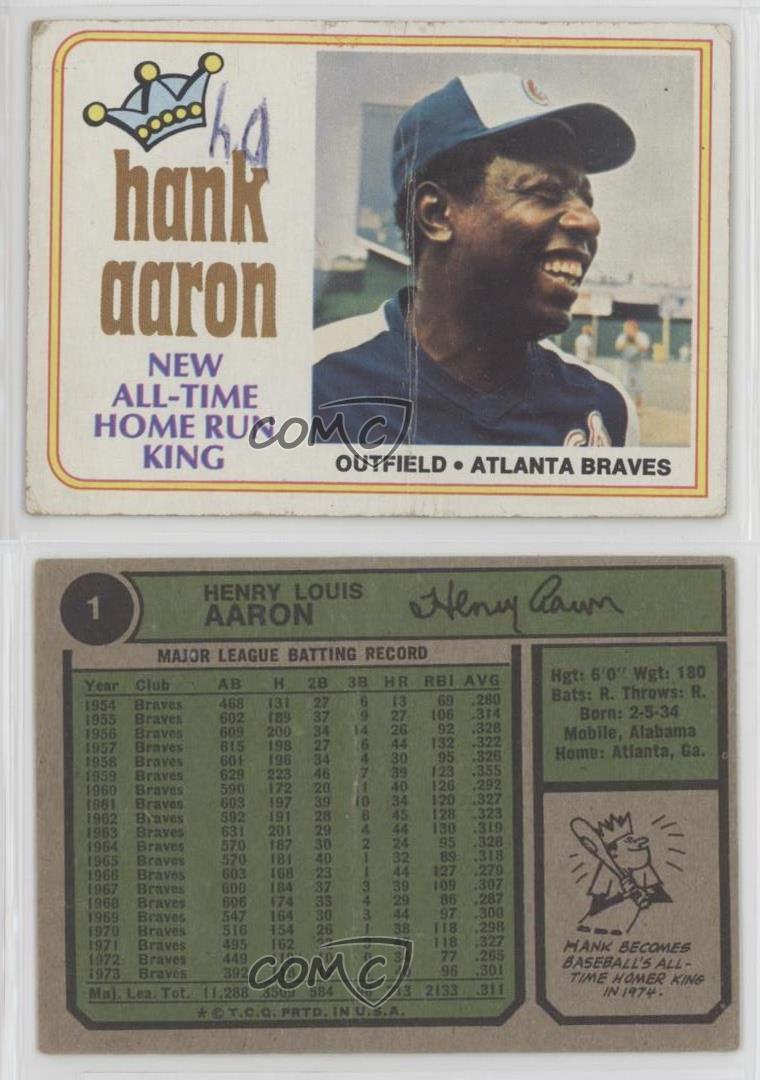 ha
hank
aaron
NEW
ALL-TIME
HOME RUN
KING
OUTFIELD • ATLANTA BRAVES
COMC
1
HENRY LOUIS
AARON
Henry Aaron
MAJOR LEAGUE BATTING RECORD
Year Club AB H 2B 3B HR RBI AVG
1954 Braves 468 131 27 6 13 69 .280
1955 Braves 602 189 37 9 27 106 .314
1956 Braves 609 200 34 14 26 92 .328
1957 Braves 615 198 27 6 44 132 .322
1958 Braves 601 196 34 4 30 95 .326
1959 Braves 629 223 46 7 39 123 .355
1960 Braves 590 172 20 1 40 126 .292
1961 Braves 603 197 39 10 34 120 .327
1962 Braves 592 191 28 6 45 128 .323
1963 Braves 631 201 29 4 44 130 .319
1964 Braves 570 187 30 2 24 95 .328
1965 Braves 570 181 40 1 32 89 .318
1966 Braves 603 168 23 1 44 127 .279
1967 Braves 600 184 37 3 39 109 .307
1968 Braves 606 174 33 4 29 86 .287
1969 Braves 547 164 30 3 44 97 .300
1970 Braves 516 154 26 1 38 118 .298
1971 Braves 495 162 118 .327
1972 Braves 449 77 .265
1973 Braves 392 96 .301
Maj. Lea. Tot. 11,288 3509 584 2133 .311
* © T.C.G. PRTD. IN U.S.A.
Hgt: 6'0" Wgt: 180
Bats: R. Throws: R.
Born: 2-5-34
Mobile, Alabama
Home: Atlanta, Ga.
HANK BECOMES
BASEBALL'S ALL-
TIME HOMER KING
IN 1974.
COMC